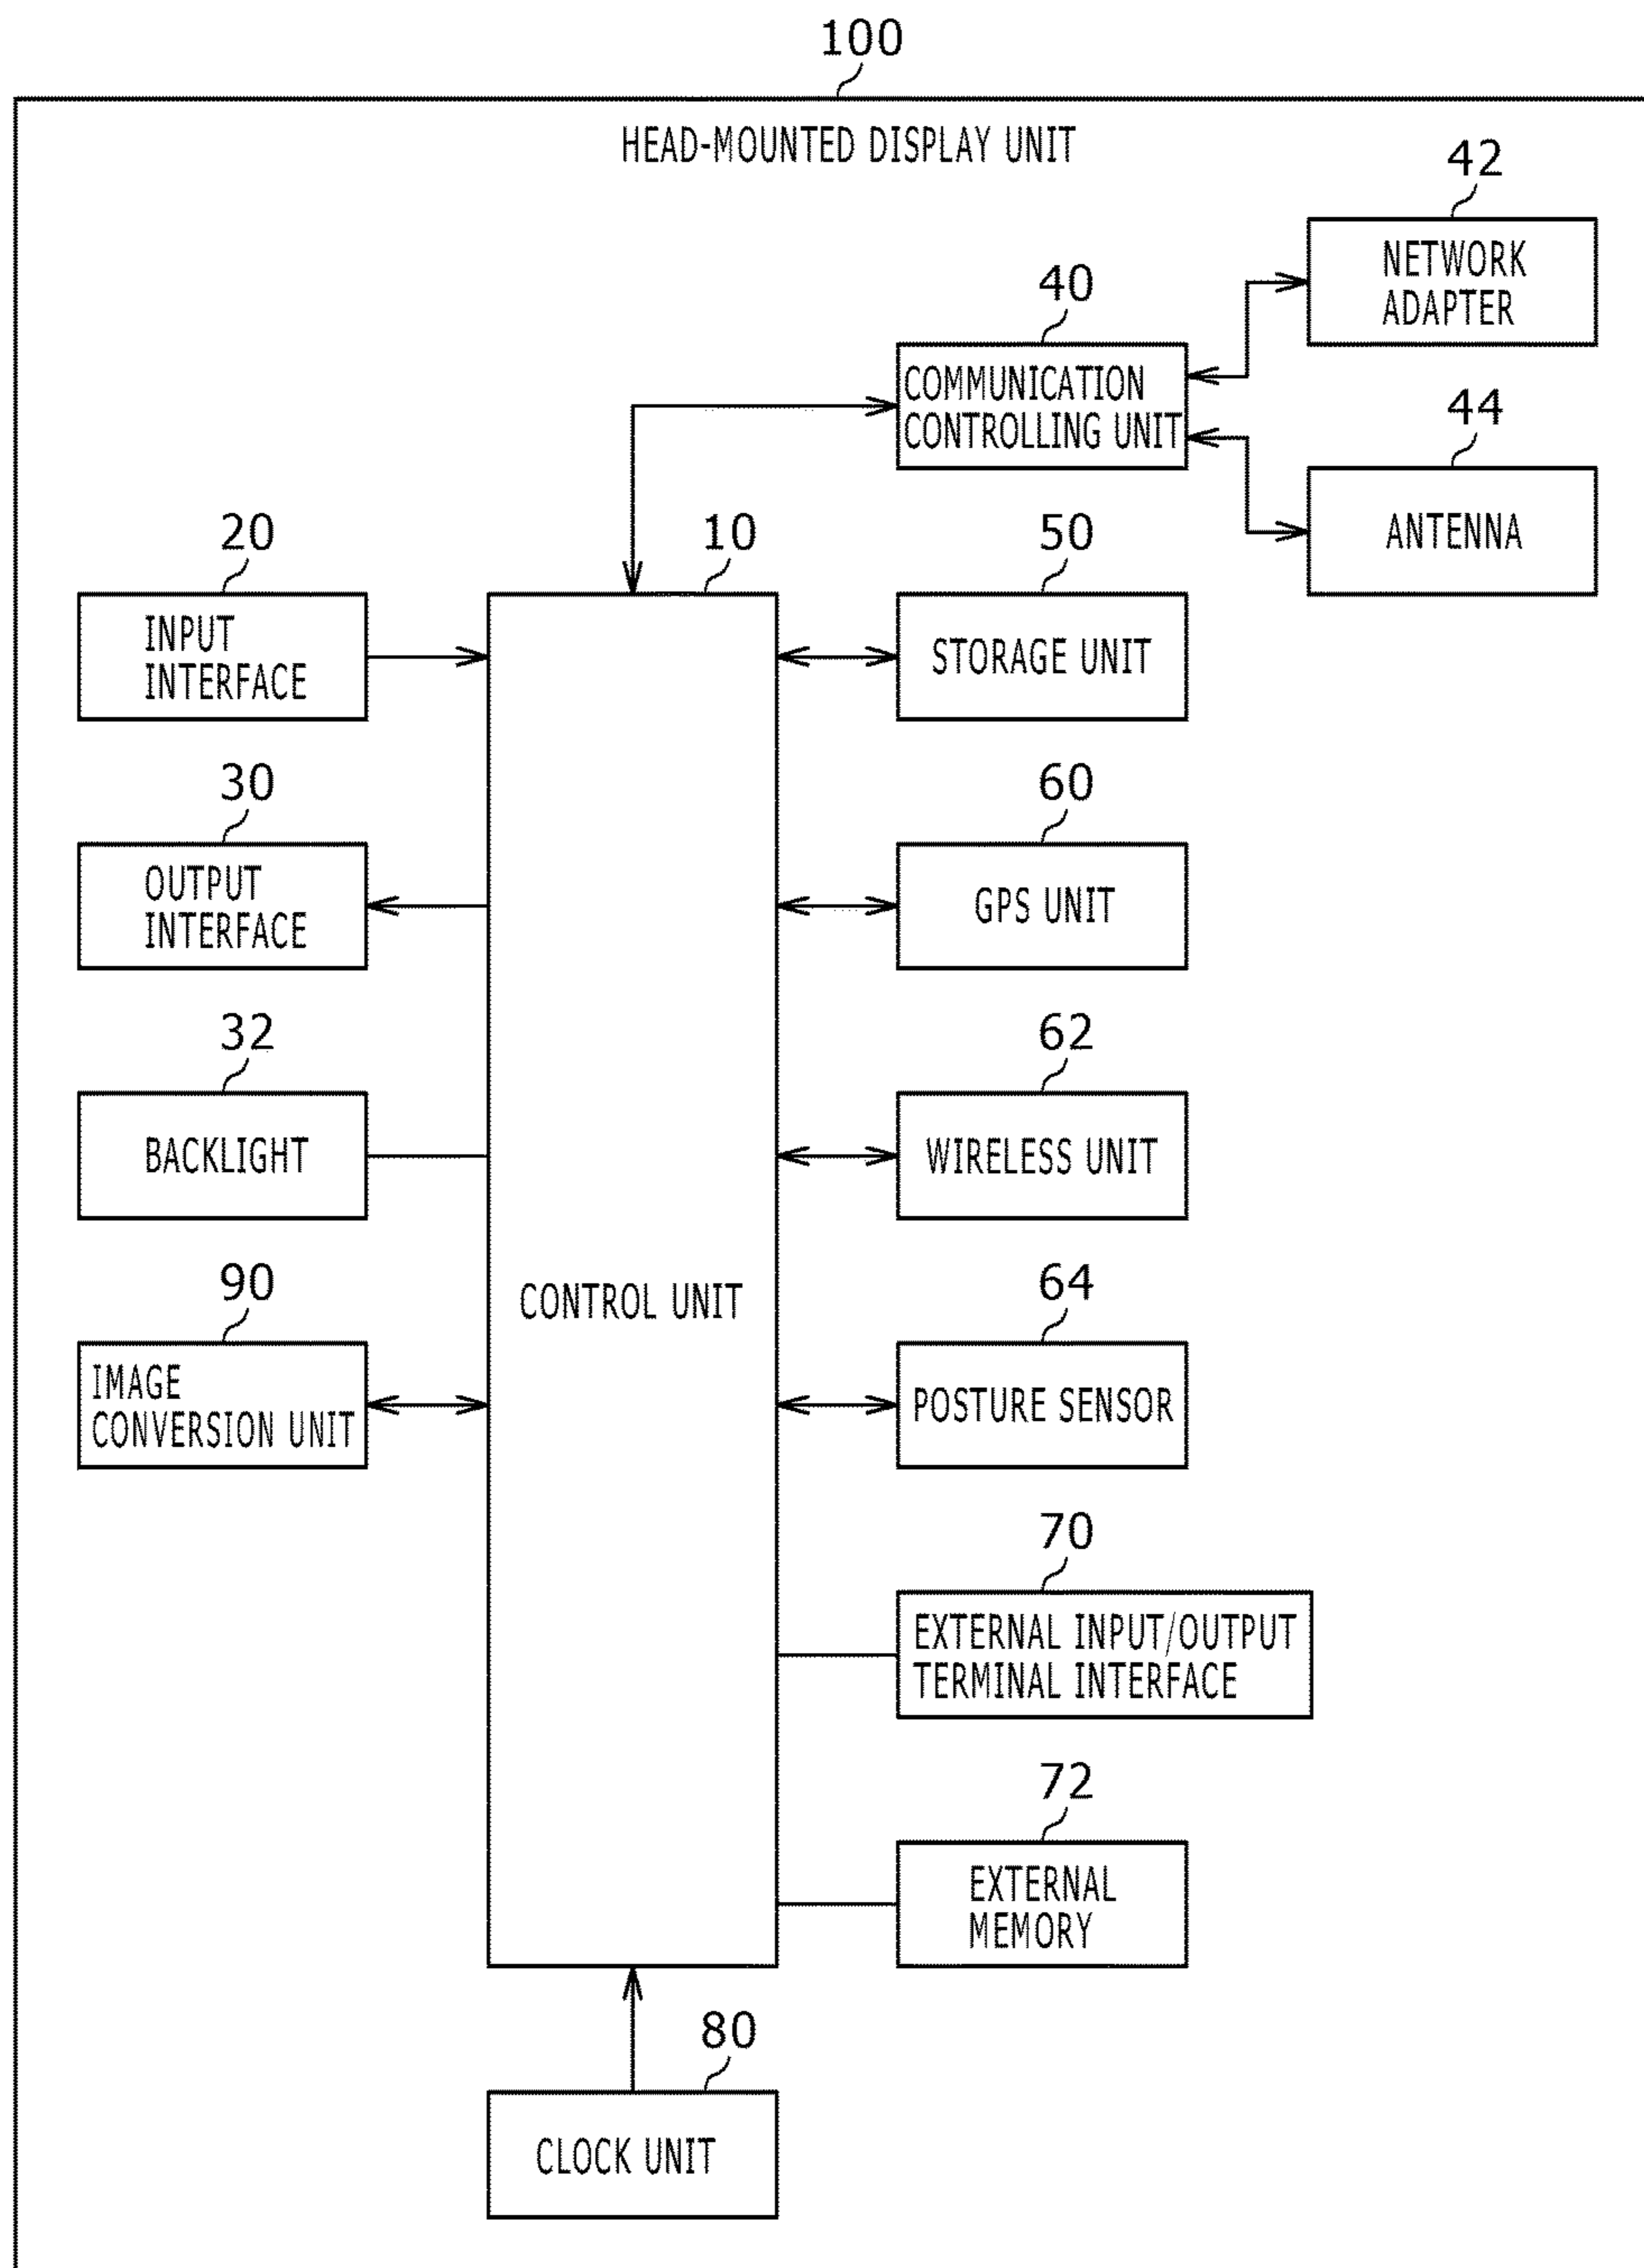 100
HEAD-MOUNTED DISPLAY UNIT
42
NETWORK
ADAPTER
40
COMMUNICATION
CONTROLLING UNIT
44
ANTENNA
20
INPUT
INTERFACE
10
CONTROL UNIT
50
STORAGE UNIT
30
OUTPUT
INTERFACE
60
GPS UNIT
32
BACKLIGHT
62
WIRELESS UNIT
90
IMAGE
CONVERSION UNIT
64
POSTURE SENSOR
70
EXTERNAL INPUT/OUTPUT
TERMINAL INTERFACE
72
EXTERNAL
MEMORY
80
CLOCK UNIT